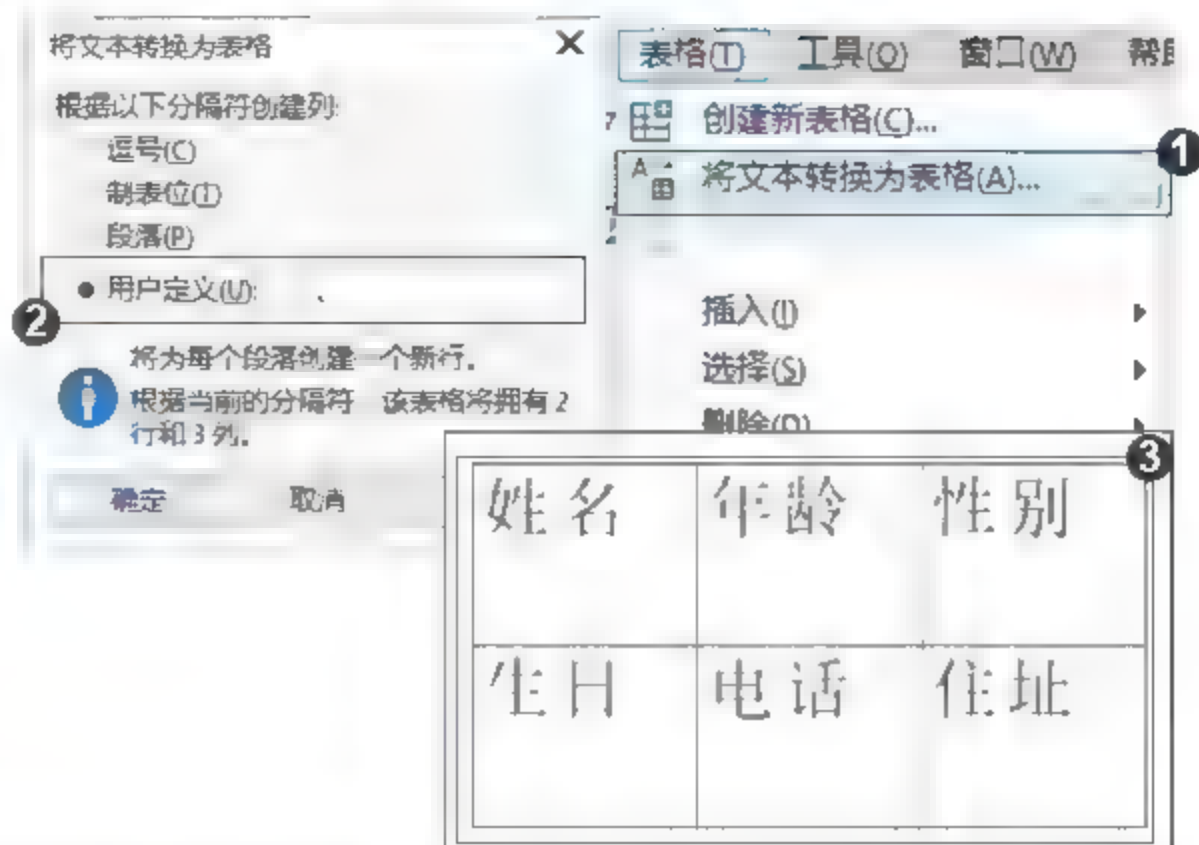 将文本转换为表格
根据以下分隔符创建列:
逗号(C)
制表位(T)
段落(P)
用户定义(U): 、
2
将为每个段落创建一个新行。
根据当前的分隔符 该表格将拥有 2
行和 3 列。
确定 取消
表格(T) 工具(O) 窗口(W) 帮助
创建新表格(C)...
1
将文本转换为表格(A)...
插入(I)
选择(S)
删除(D)
3
姓名 年龄 性别
生日 电话 住址